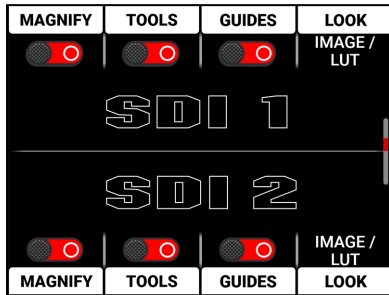 MAGNIFY TOOLS GUIDES LOOK
IMAGE /
LUT
SDI 1
SDI 2
IMAGE /
LUT
MAGNIFY TOOLS GUIDES LOOK